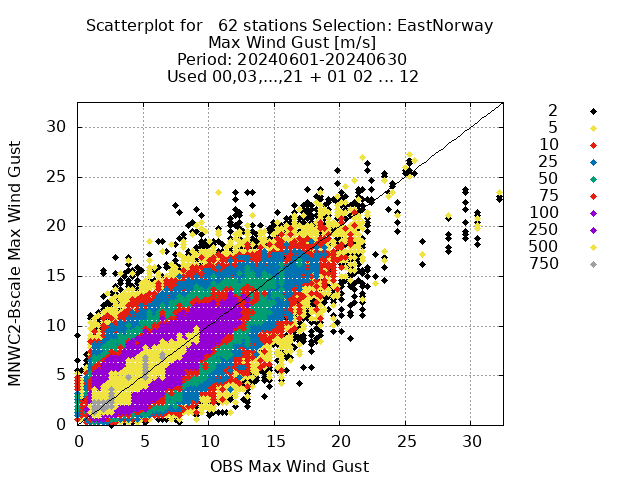 Scatterplot for   62 stations Selection: EastNorway
Max Wind Gust [m/s]
Period: 20240601-20240630
Used 00,03,...,21 + 01 02 ... 12
2
5
10
25
50
75
100
250
500
750
30
25
20
15
10
5
0
0 5 10 15 20 25 30
MNWC2-Bscale Max Wind Gust
OBS Max Wind Gust